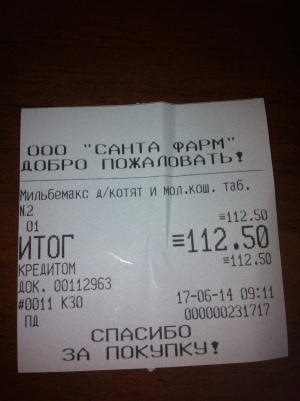 ООО "САНТА ФАРМ"
ДОБРО ПОЖАЛОВАТЬ!
Мильбемакс д/котят и мол.кош. таб.
N2
≡112.50
01
ИТОГ ≡112.50
КРЕДИТОМ ≡112.50
ДОК. 00112963
#0011 К30 17-06-14 09:11
ПД 000000231717
СПАСИБО
ЗА ПОКУПКУ!